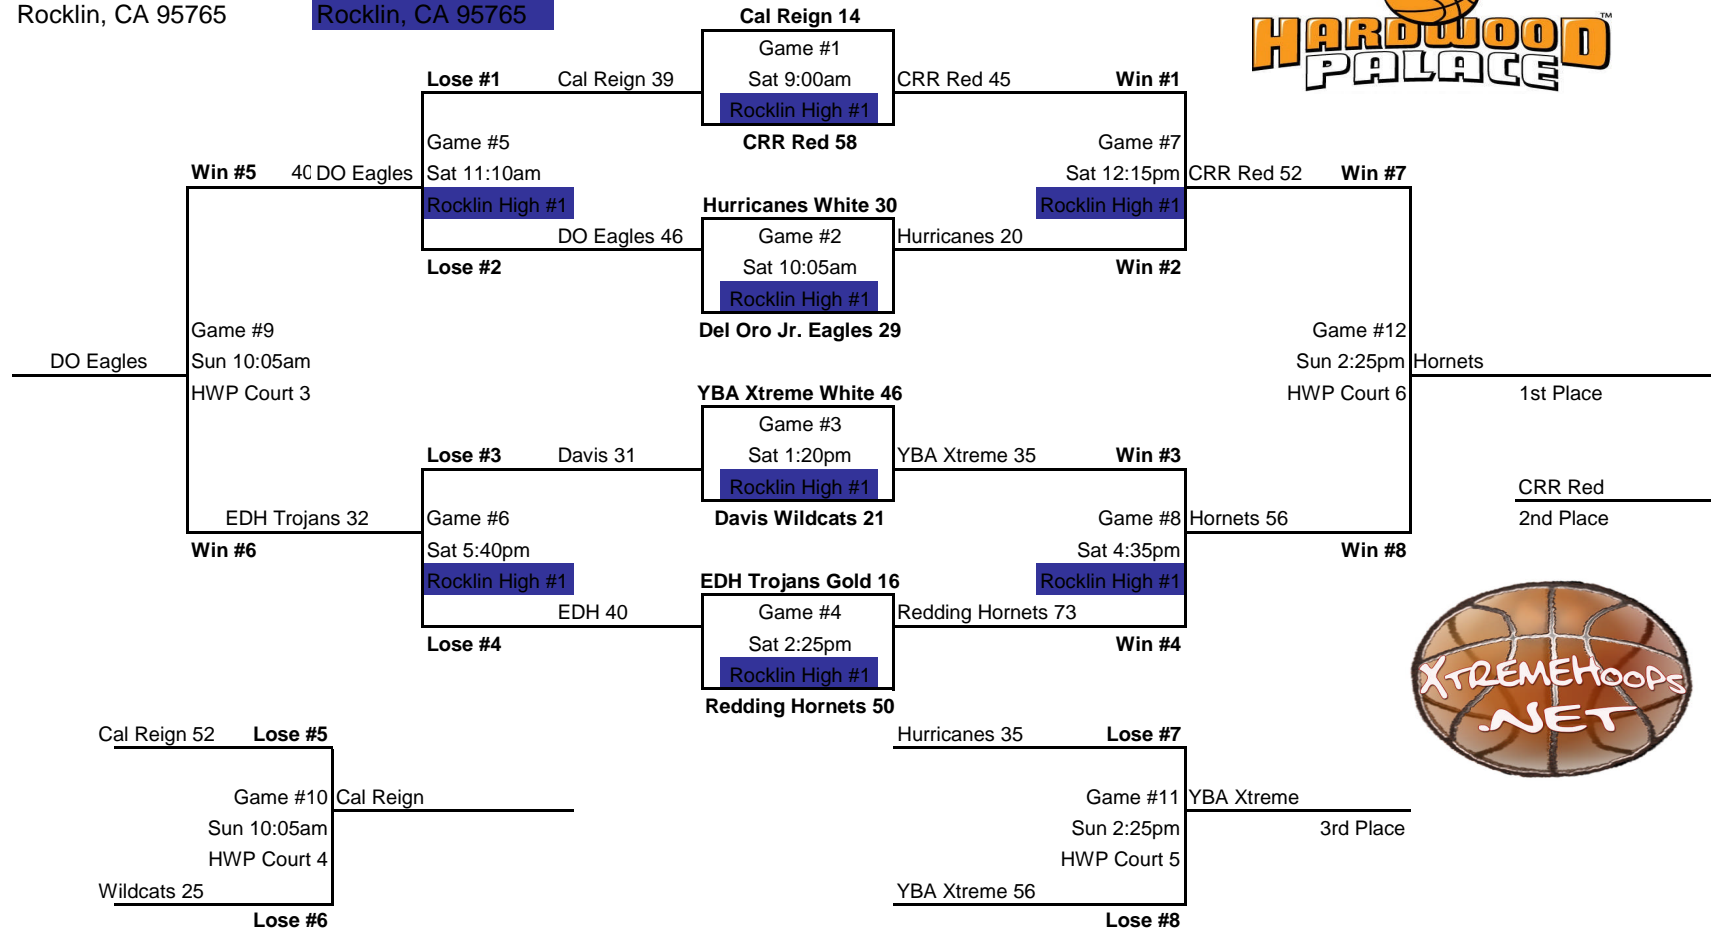 Rocklin, CA 95765
Rocklin, CA 95765
Cal Reign 14
HARDWOOD
PALACE
™
Game #1
Sat 9:00am
Rocklin High #1
CRR Red 58
Lose #1
Cal Reign 39
CRR Red 45
Win #1
Game #5
Sat 11:10am
Rocklin High #1
Game #7
Sat 12:15pm
Rocklin High #1
Win #5
40 DO Eagles
CRR Red 52
Win #7
Hurricanes White 30
DO Eagles 46
Game #2
Sat 10:05am
Rocklin High #1
Hurricanes 20
Lose #2
Win #2
Del Oro Jr. Eagles 29
Game #9
Sun 10:05am
HWP Court 3
DO Eagles
Game #12
Sun 2:25pm
HWP Court 6
Hornets
1st Place
YBA Xtreme White 46
Game #3
Sat 1:20pm
Rocklin High #1
Davis Wildcats 21
Lose #3
Davis 31
YBA Xtreme 35
Win #3
CRR Red
2nd Place
EDH Trojans 32
Win #6
Game #6
Sat 5:40pm
Rocklin High #1
Game #8
Sat 4:35pm
Rocklin High #1
Hornets 56
Win #8
EDH Trojans Gold 16
EDH 40
Game #4
Sat 2:25pm
Rocklin High #1
Redding Hornets 73
Lose #4
Win #4
Redding Hornets 50
XTREMEHOOPS
.NET
Cal Reign 52
Lose #5
Hurricanes 35
Lose #7
Game #10
Sun 10:05am
HWP Court 4
Cal Reign
Game #11
Sun 2:25pm
HWP Court 5
YBA Xtreme
3rd Place
Wildcats 25
Lose #6
YBA Xtreme 56
Lose #8